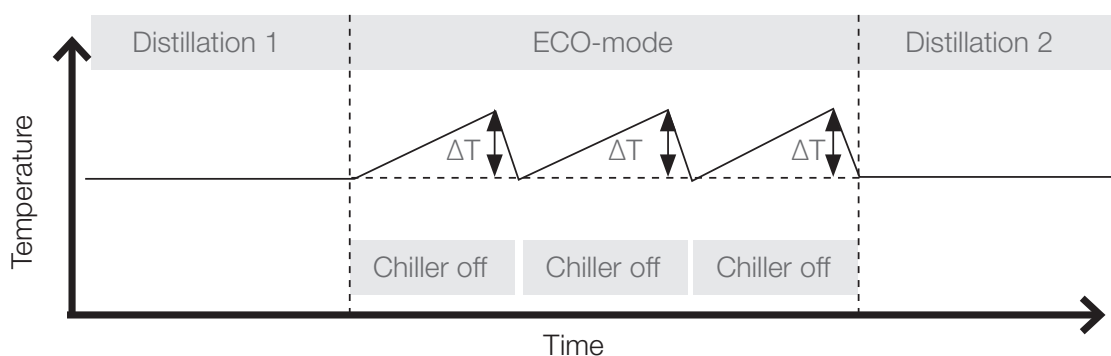 Distillation 1
ECO-mode
Distillation 2
Temperature
ΔT
ΔT
ΔT
Chiller off
Chiller off
Chiller off
Time